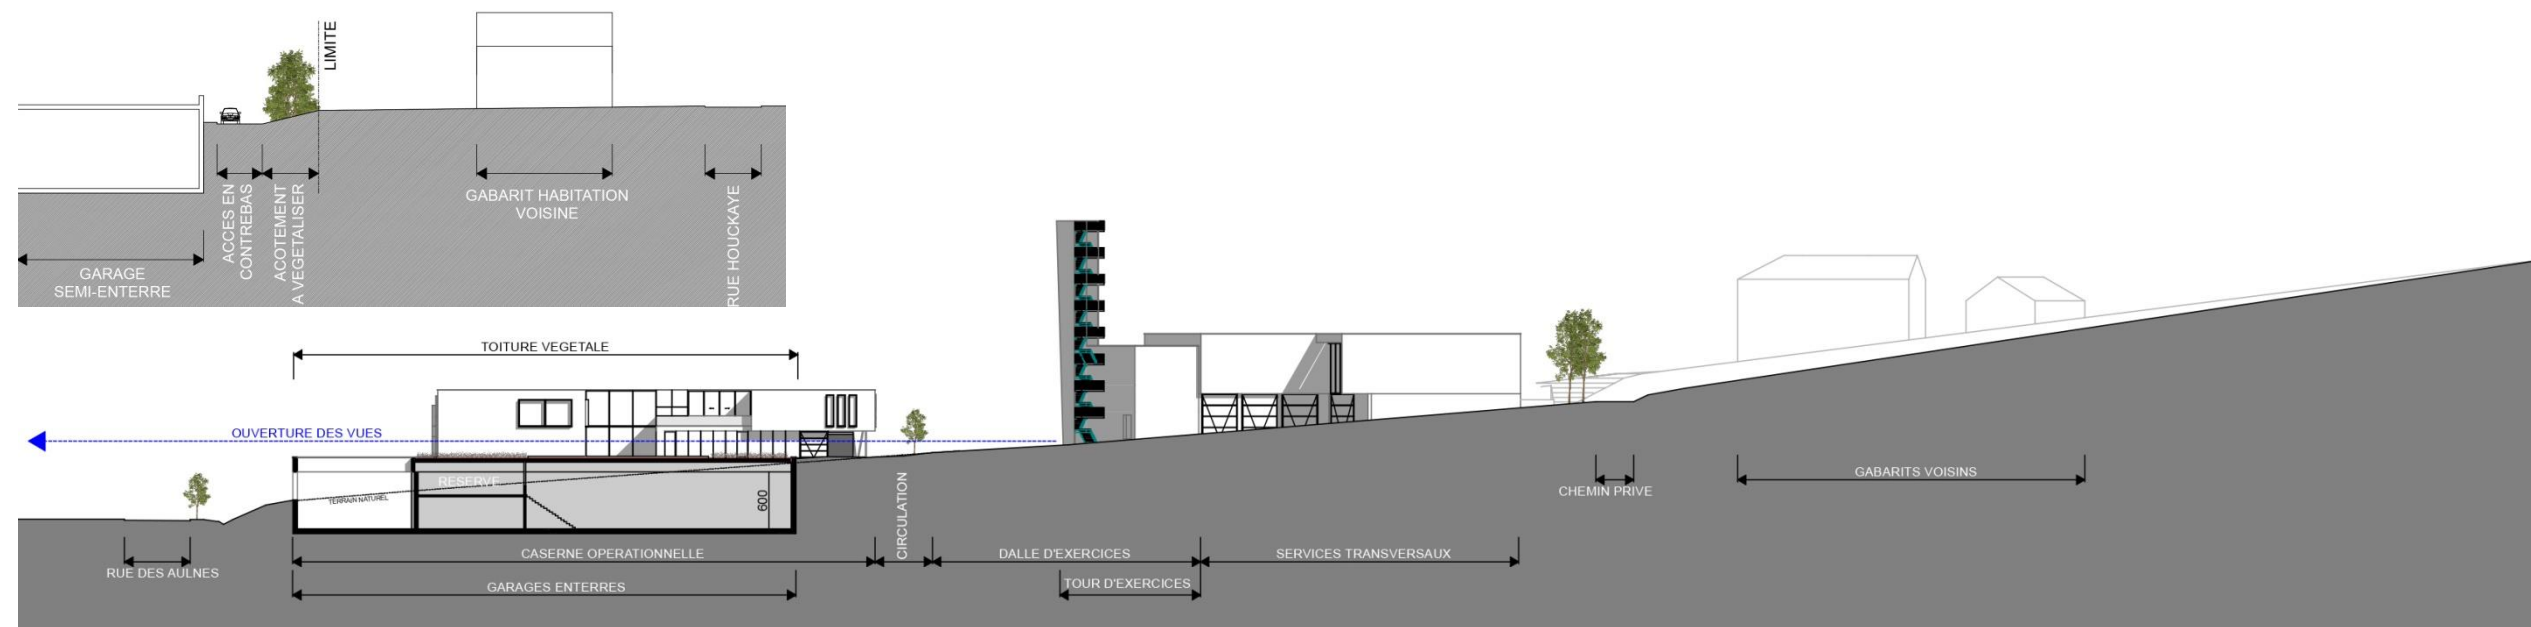 LIMITE
GABARIT HABITATION
VOISINE
ACCES EN
CONTREBAS
ACOTEMENT
A VEGETALISER
RUE HOUCKAYE
GARAGE
SEMI-ENTERRE
TOITURE VEGETALE
OUVERTURE DES VUES
RESERVE
TERRAIN NATUREL
600
CIRCULATION
CHEMIN PRIVE
GABARITS VOISINS
CASERNE OPERATIONNELLE
DALLE D'EXERCICES
SERVICES TRANSVERSAUX
RUE DES AULNES
GARAGES ENTERRES
TOUR D'EXERCICES